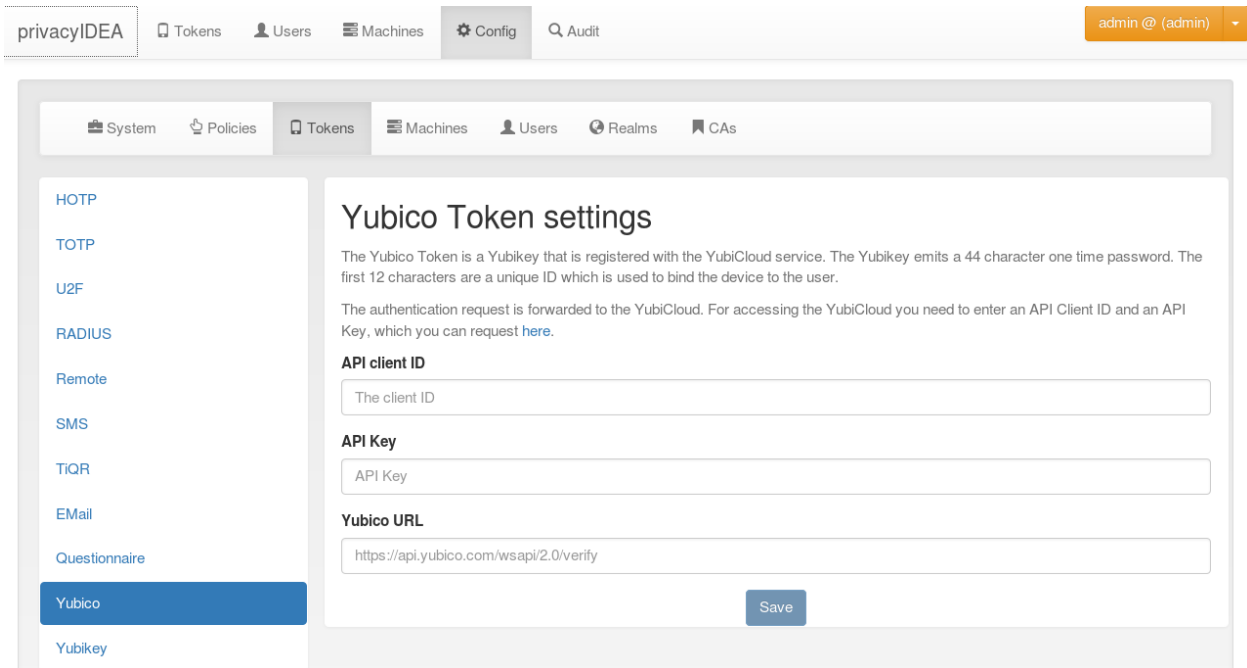 privacyIDEA Tokens Users Machines Config Audit admin @ (admin)
System Policies Tokens Machines Users Realms CAs
HOTP
TOTP
U2F
RADIUS
Remote
SMS
TiQR
EMail
Questionnaire
Yubico
Yubikey
Yubico Token settings
The Yubico Token is a Yubikey that is registered with the YubiCloud service. The Yubikey emits a 44 character one time password. The
first 12 characters are a unique ID which is used to bind the device to the user.
The authentication request is forwarded to the YubiCloud. For accessing the YubiCloud you need to enter an API Client ID and an API
Key, which you can request here.
API client ID
The client ID
API Key
API Key
Yubico URL
https://api.yubico.com/wsapi/2.0/verify
Save